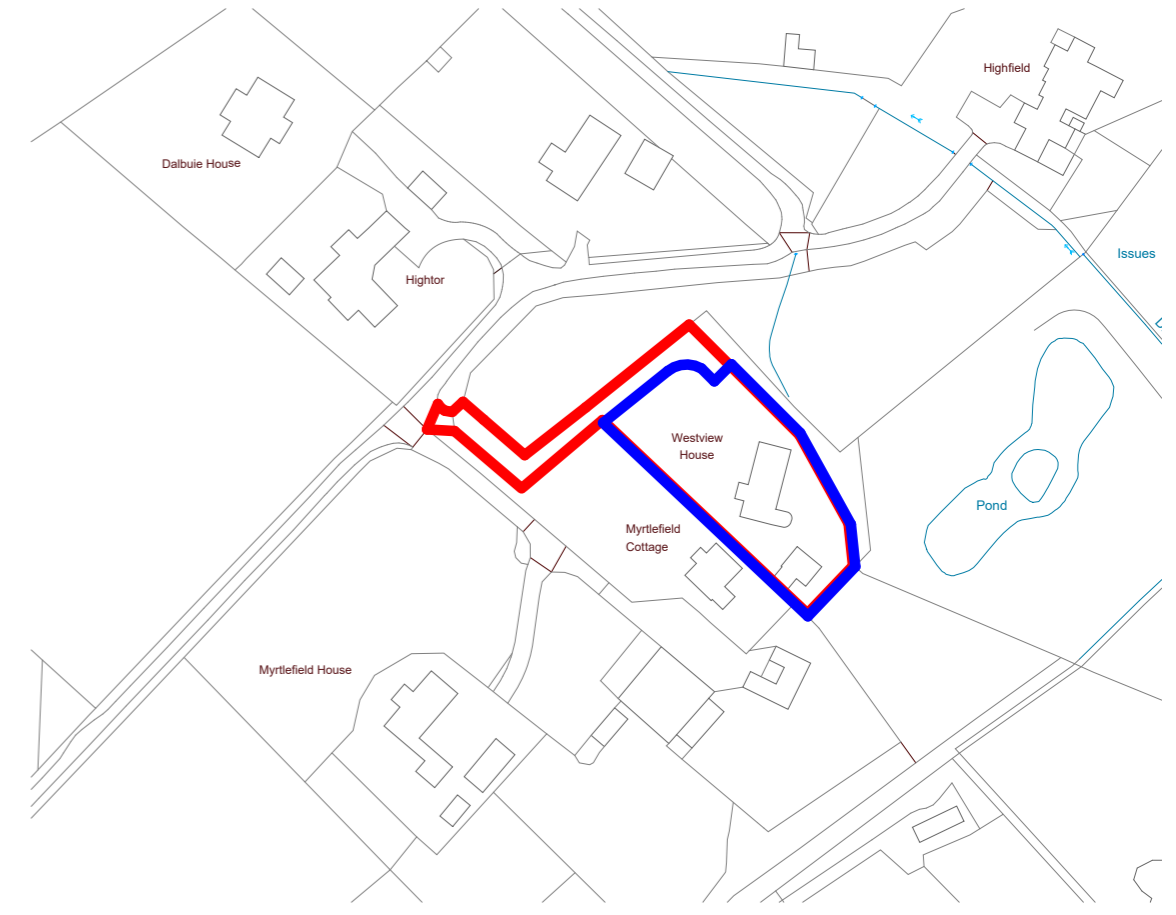 Highfield
Dalbuie House
Issues
Hightor
Westview
House
Pond
Myrtlefield
Cottage
Myrtlefield House